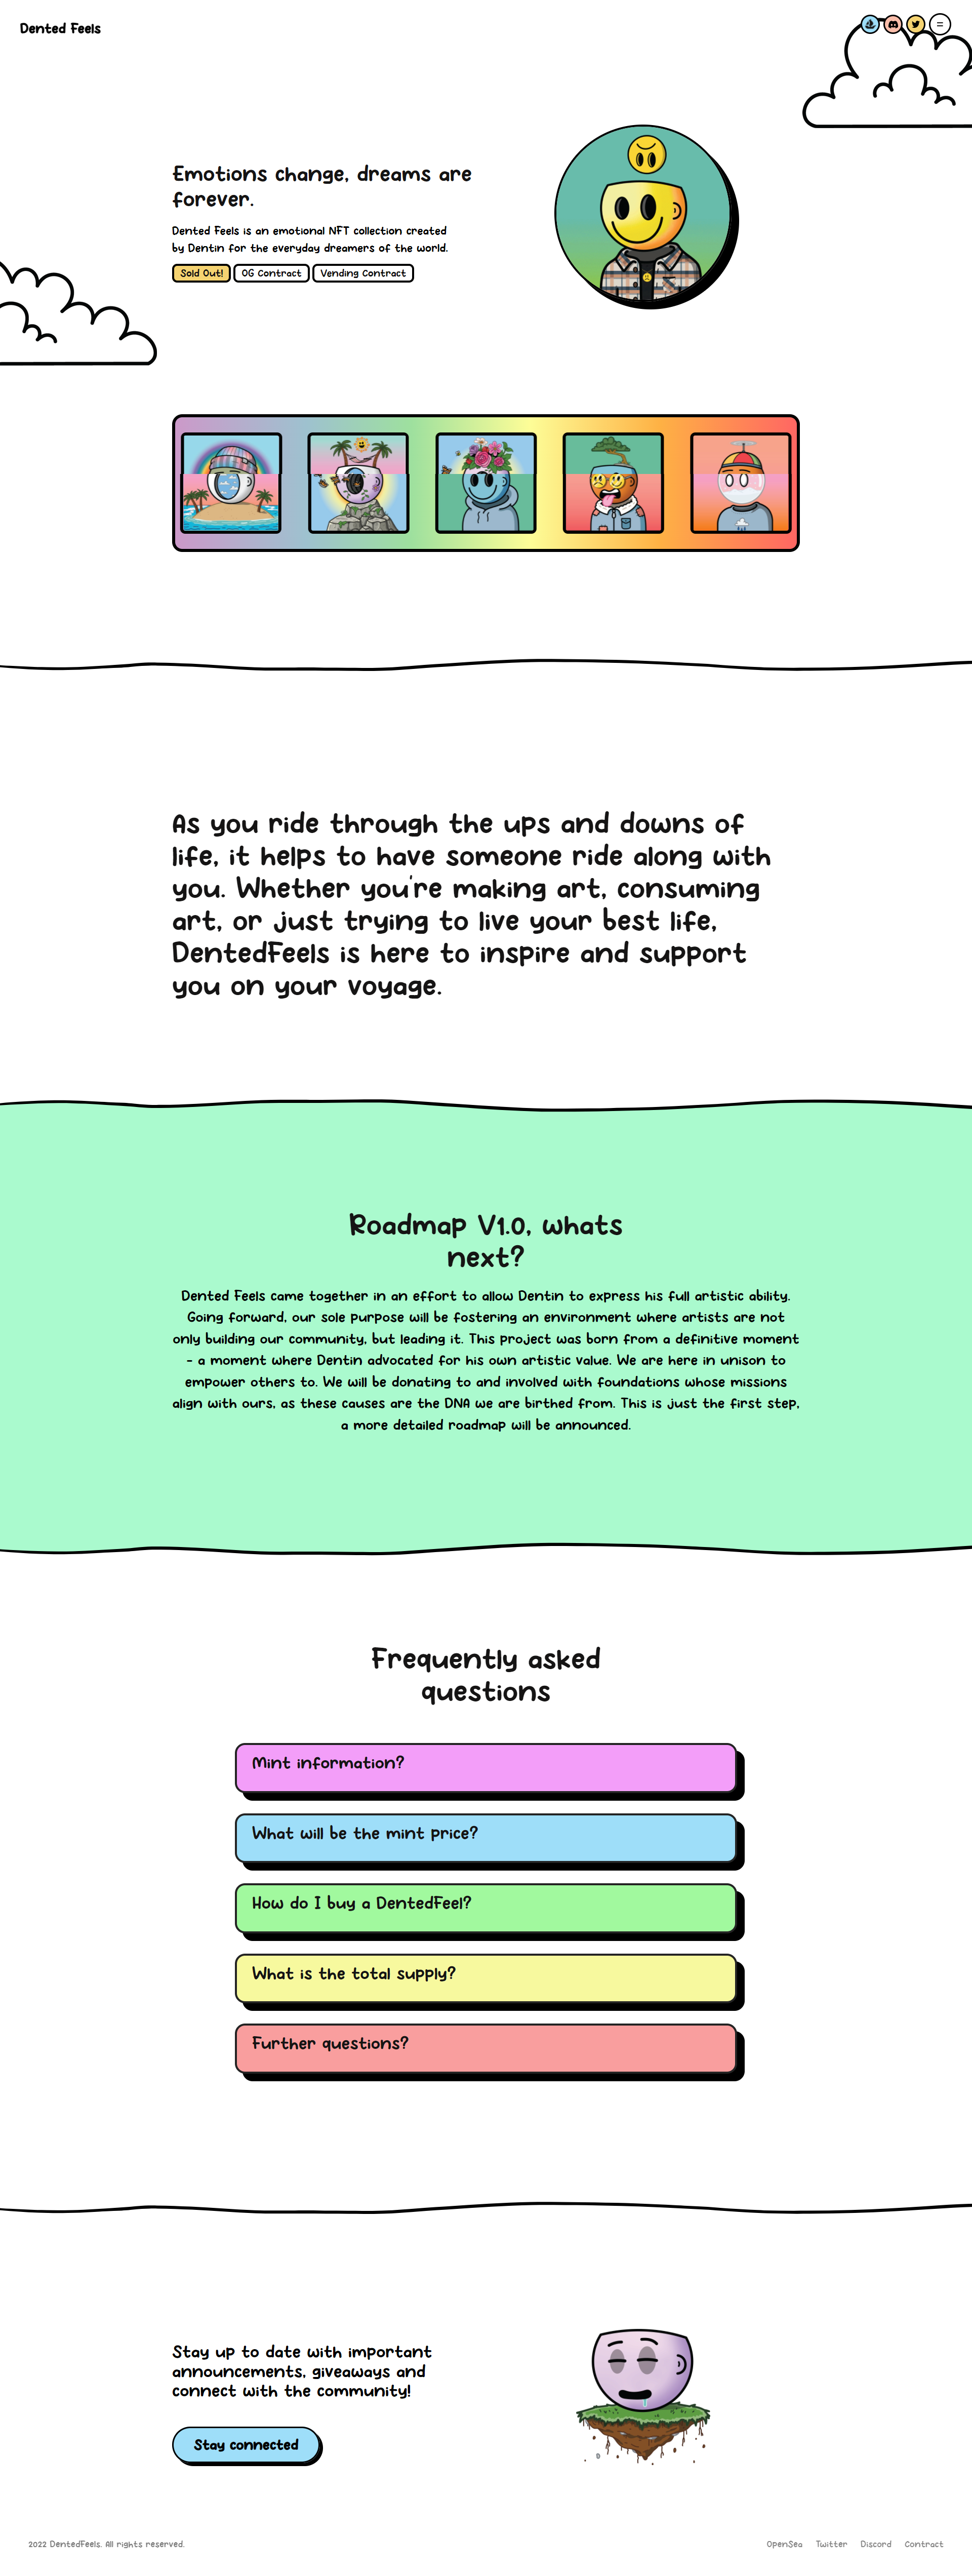 Dented Feels
Emotions change, dreams are
forever.
Dented Feels is an emotional NFT collection created
by Dentin for the everyday dreamers of the world.
Sold Out! OG Contract Vending Contract
As you ride through the ups and downs of
life, it helps to have someone ride along with
you. Whether you're making art, consuming
art, or just trying to live your best life,
DentedFeels is here to inspire and support
you on your voyage.
Roadmap V1.0, whats
next?
Dented Feels came together in an effort to allow Dentin to express his full artistic ability.
Going forward, our sole purpose will be fostering an environment where artists are not
only building our community, but leading it. This project was born from a definitive moment
- a moment where Dentin advocated for his own artistic value. We are here in unison to
empower others to. We will be donating to and involved with foundations whose missions
align with ours, as these causes are the DNA we are birthed from. This is just the first step,
a more detailed roadmap will be announced.
Frequently asked
questions
Mint information?
What will be the mint price?
How do I buy a DentedFeel?
What is the total supply?
Further questions?
Stay up to date with important
announcements, giveaways and
connect with the community!
Stay connected
2022 DentedFeels. All rights reserved.
OpenSea Twitter Discord Contract